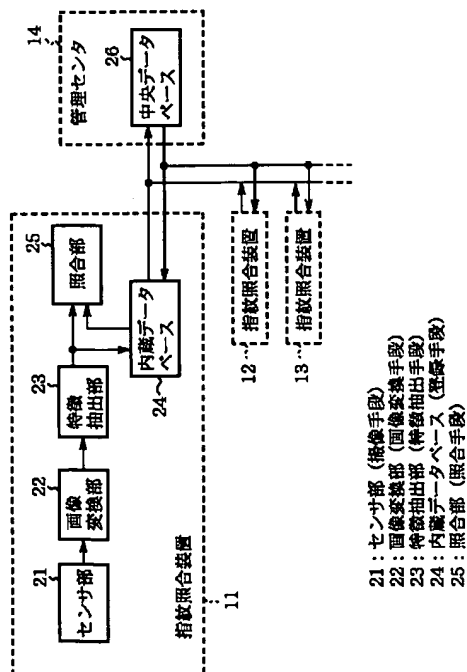 14
管理センタ
26
中央データ
ベース
25
照合部
23
特徴
抽出部
22
画像
変換部
21
センサ部
内蔵データ
ベース
24
指紋照合装置
11
12
指紋照合装置
13
指紋照合装置
21：センサ部（撮像手段）
22：画像変換部（画像変換手段）
23：特徴抽出部（特徴抽出手段）
24：内蔵データベース（登録手段）
25：照合部（照合手段）